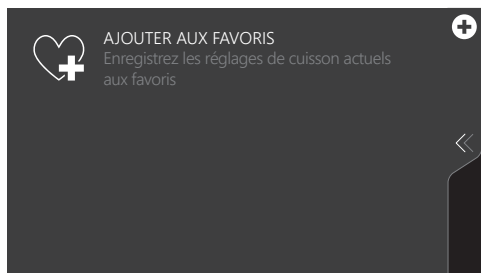 AJOUTER AUX FAVORIS
Enregistrez les réglages de cuisson actuels
aux favoris